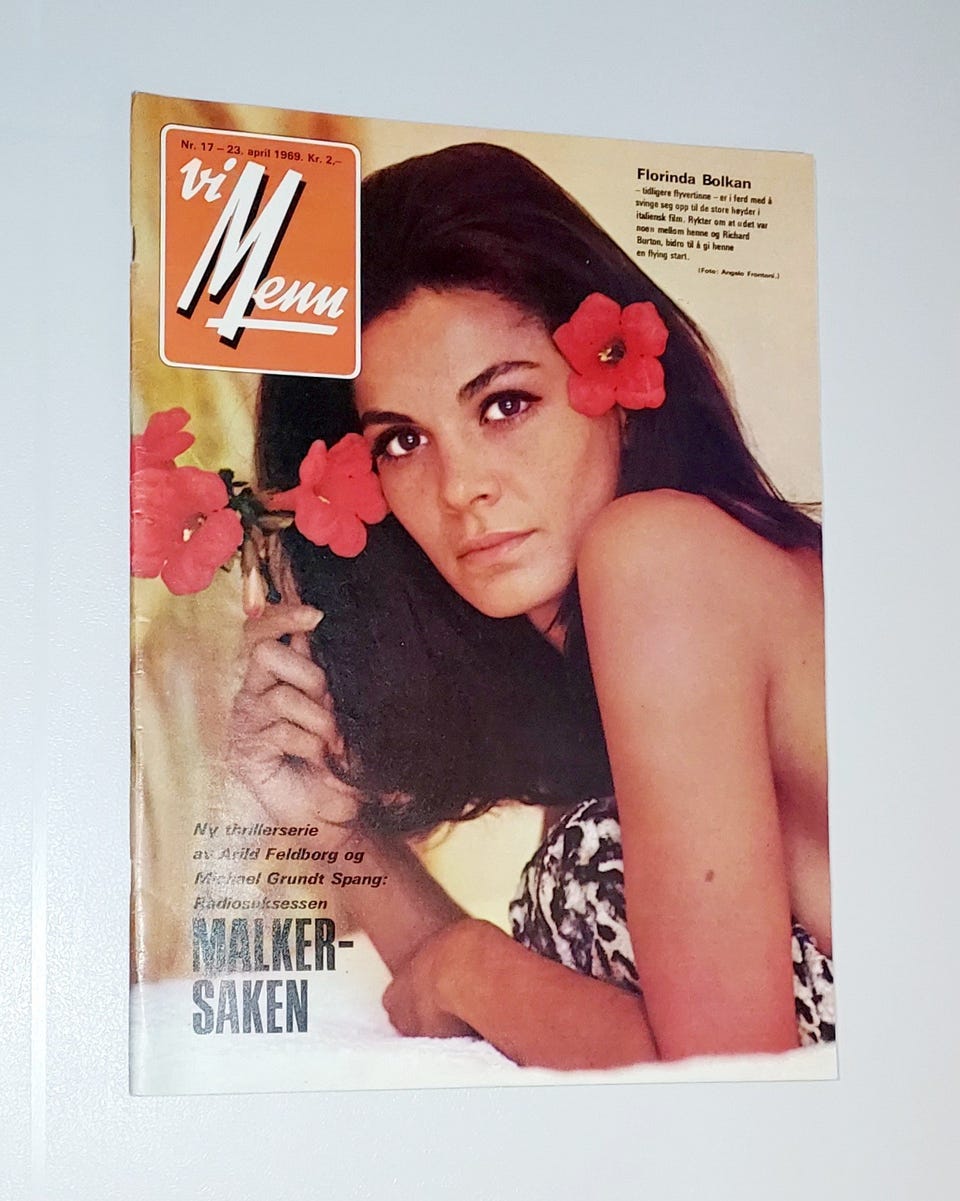 Nr. 17 – 23. april 1969. Kr. 2,–
vi
Menn
Florinda Bolkan
– tidligere flyvertinne – er i ferd med å
svinge seg opp til de store høyder i
italiensk film. Rykter om at «det var
noe» mellom henne og Richard
Burton, bidro til å gi henne
en flying start.
(Foto: Angelo Frontoni.)
Ny thrillerserie
av Arild Feldborg og
Michael Grundt Spang:
Radiosuksessen
MALKER-
SAKEN